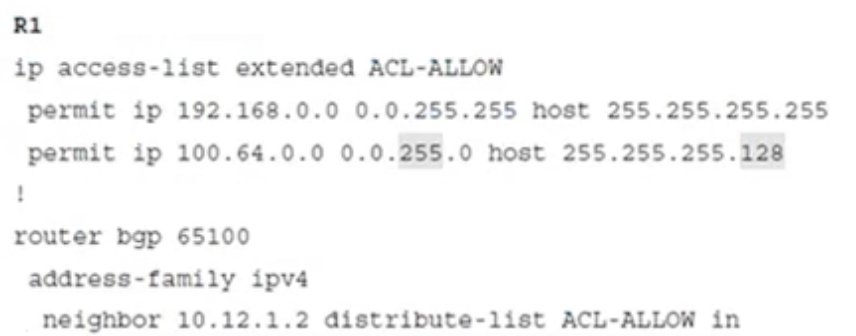 R1
ip access-list extended ACL-ALLOW
permit ip 192.168.0.0 0.0.255.255 host 255.255.255.255
permit ip 100.64.0.0 0.0.255.0 host 255.255.255.128
!
router bgp 65100
address-family ipv4
neighbor 10.12.1.2 distribute-list ACL-ALLOW in